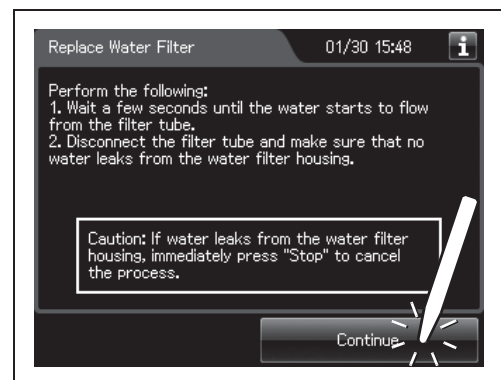 Replace Water Filter 01/30 15:48 i
Perform the following:
1. Wait a few seconds until the water starts to flow
from the filter tube.
2. Disconnect the filter tube and make sure that no
water leaks from the water filter housing.
Caution: If water leaks from the water filter
housing, immediately press "Stop" to cancel
the process.
Continue